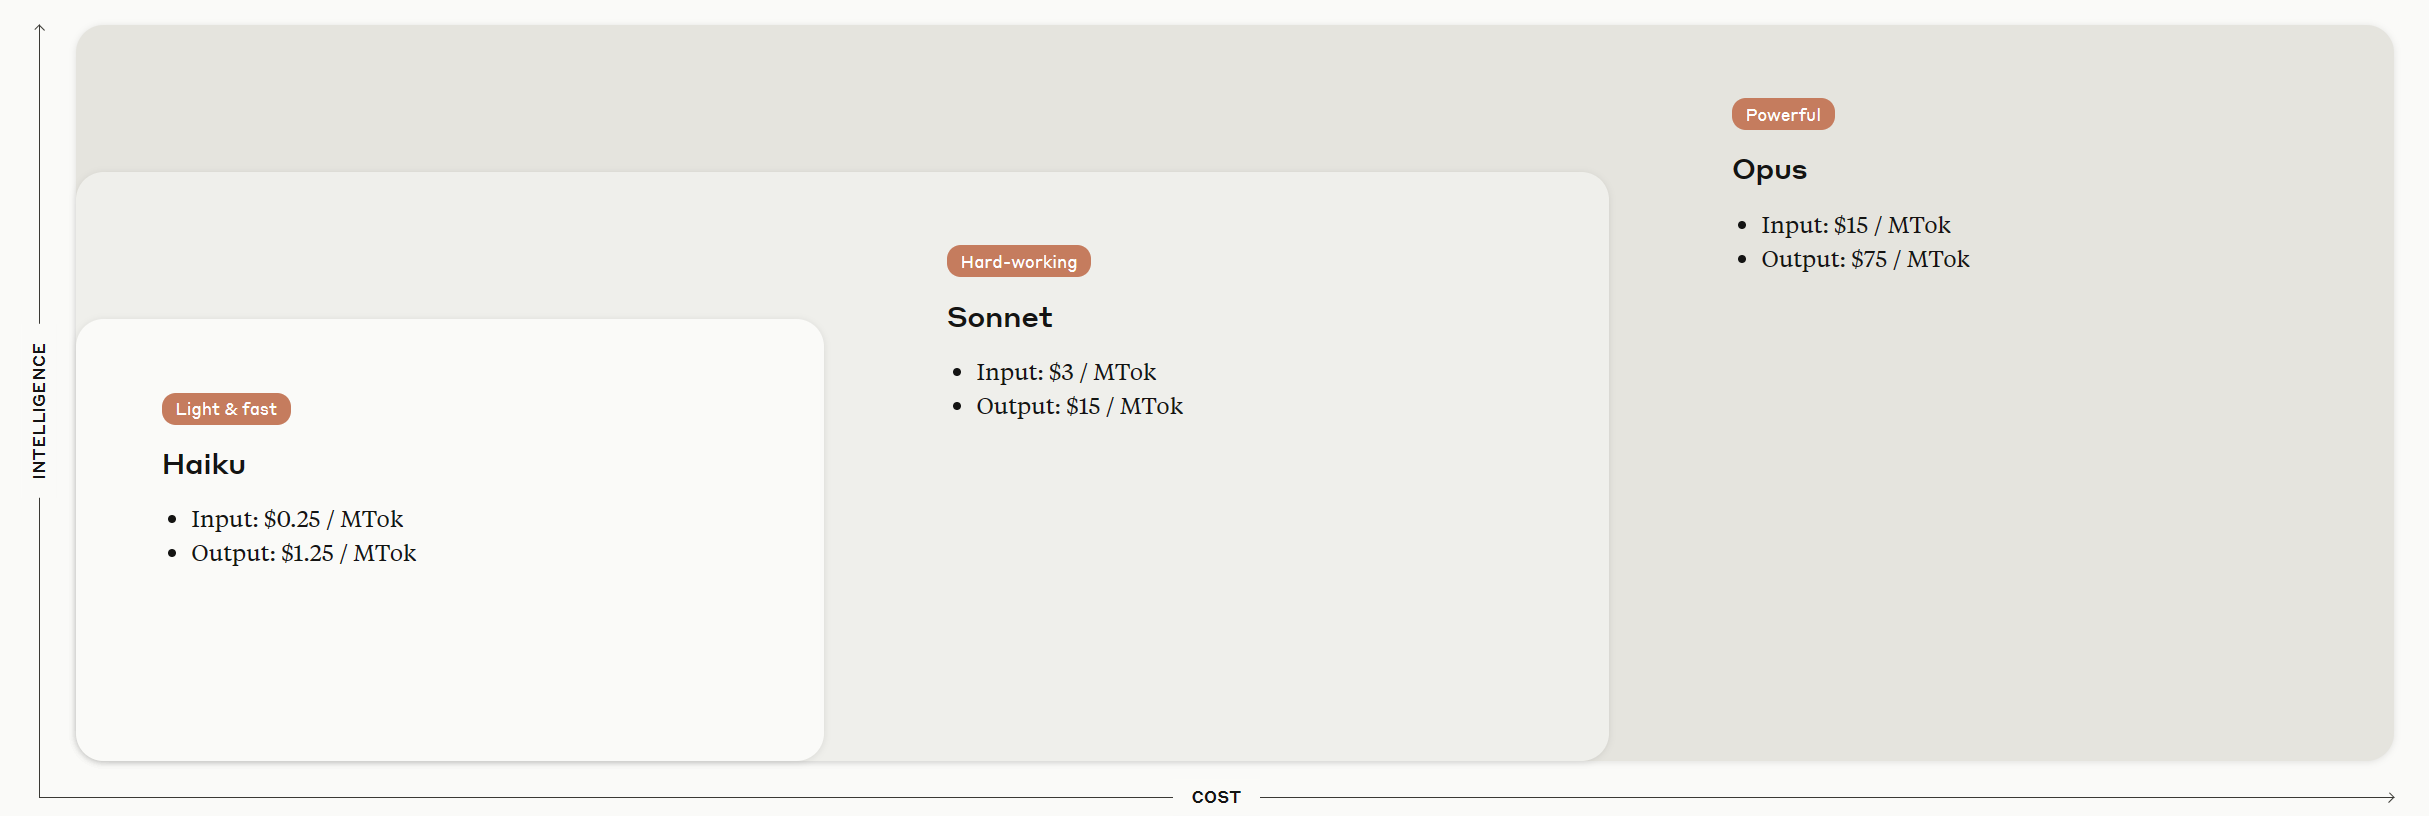 INTELLIGENCE
Light & fast
Haiku
Input: $0.25 / MTok
Output: $1.25 / MTok
Hard-working
Sonnet
Input: $3 / MTok
Output: $15 / MTok
Powerful
Opus
Input: $15 / MTok
Output: $75 / MTok
COST